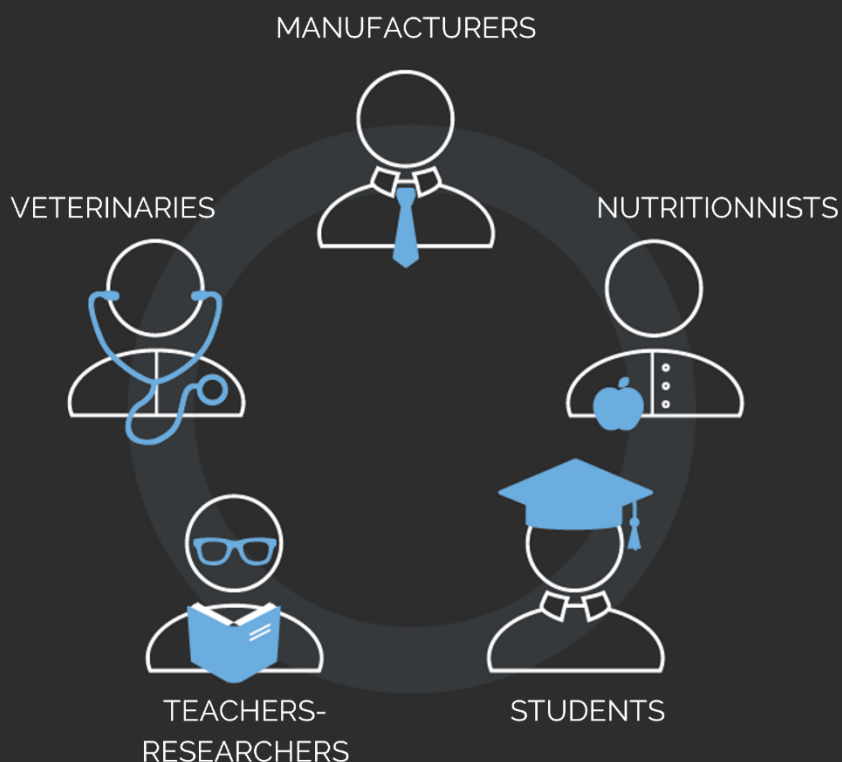 MANUFACTURERS
VETERINARIES
NUTRITIONNISTS
TEACHERS-
RESEARCHERS
STUDENTS